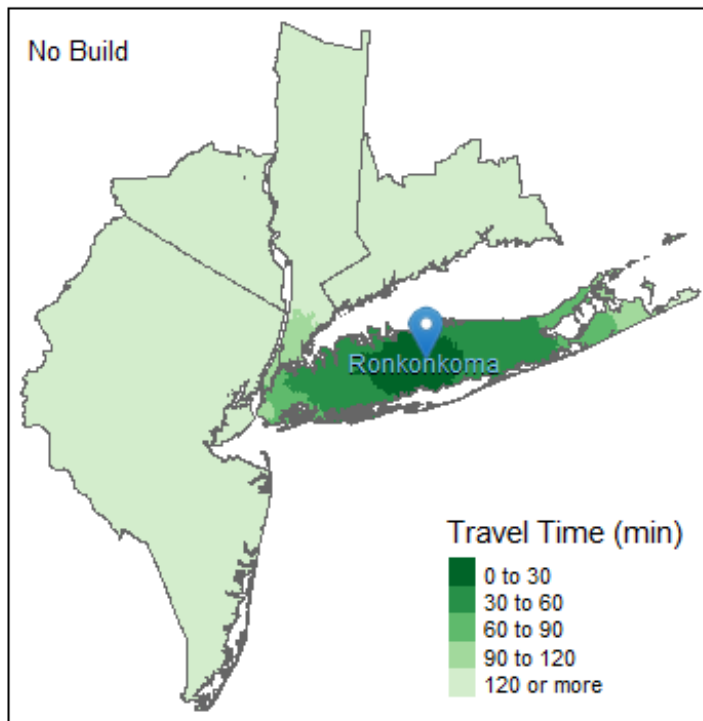 No Build
Ronkonkoma
Travel Time (min)
0 to 30
30 to 60
60 to 90
90 to 120
120 or more